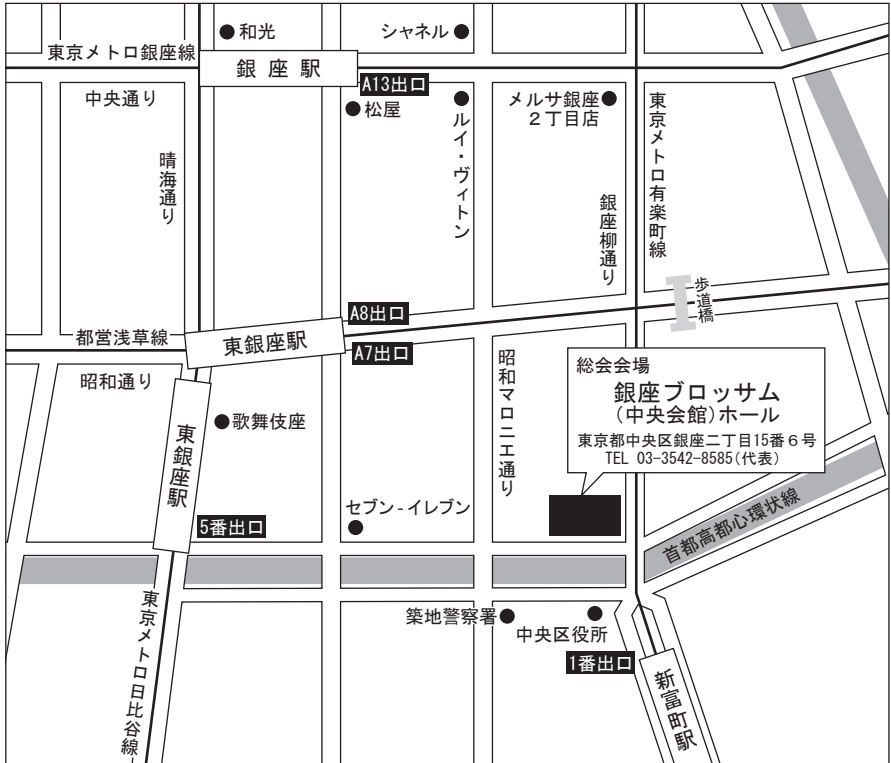 和光
シャネル
東京メトロ銀座線
銀座駅
A13出口
中央通り
松屋
ルイ・ヴィトン
メルサ銀座
2丁目店
東京メトロ有楽町線
晴海通り
銀座柳通り
歩道橋
A8出口
都営浅草線
東銀座駅
A7出口
昭和通り
昭和マロニエ通り
総会会場
銀座ブロッサム
(中央会館)ホール
東京都中央区銀座二丁目15番6号
TEL 03-3542-8585(代表)
歌舞伎座
東銀座駅
セブン-イレブン
5番出口
首都高都心環状線
東京メトロ日比谷線
築地警察署
中央区役所
1番出口
新富町駅